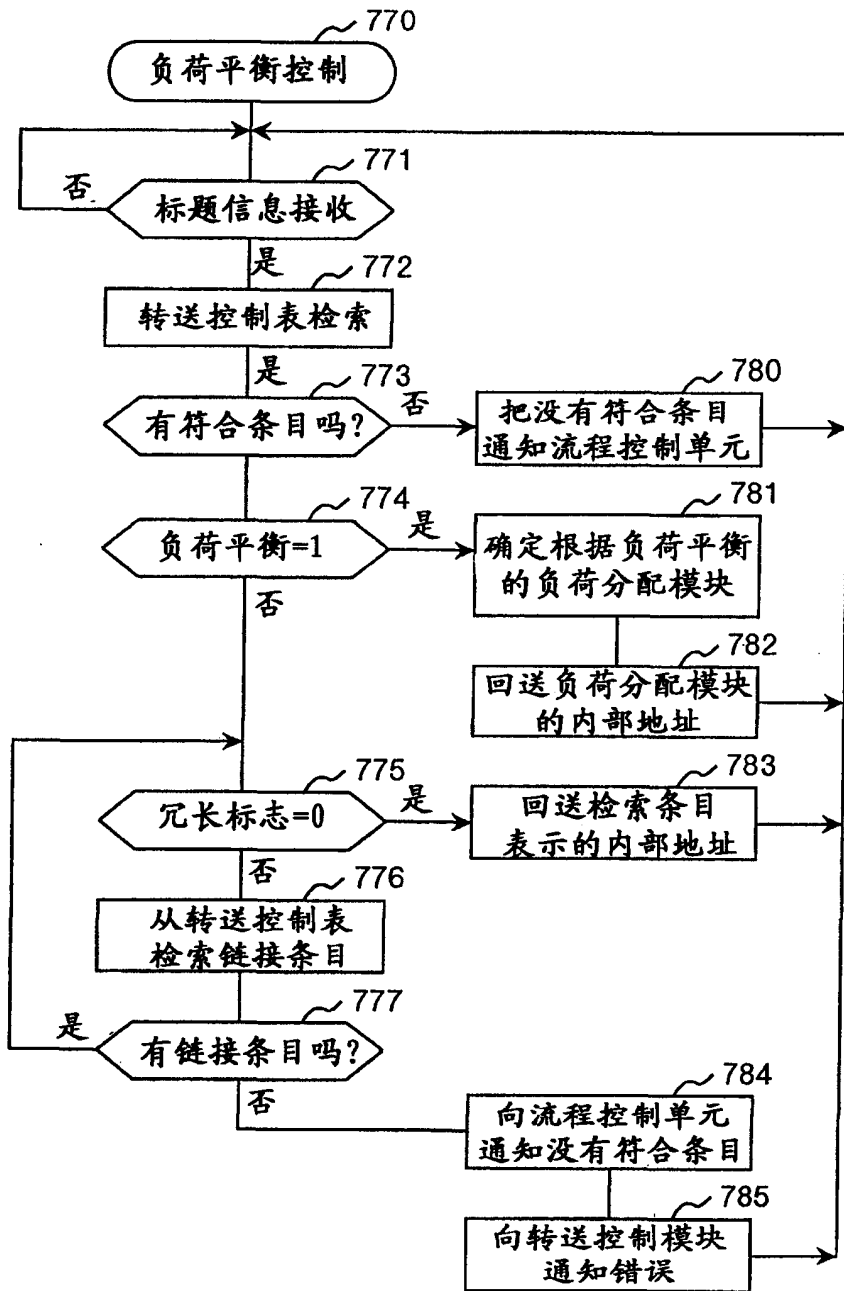 770
负荷平衡控制
771
否
标题信息接收
是
772
转送控制表检索
是
773
有符合条目吗?
否
780
把没有符合条目
通知流程控制单元
774
负荷平衡=1
是
781
确定根据负荷平衡
的负荷分配模块
否
782
回送负荷分配模块
的内部地址
775
冗长标志=0
是
783
回送检索条目
表示的内部地址
否
776
从转送控制表
检索链接条目
777
是
有链接条目吗?
否
784
向流程控制单元
通知没有符合条目
785
向转送控制模块
通知错误